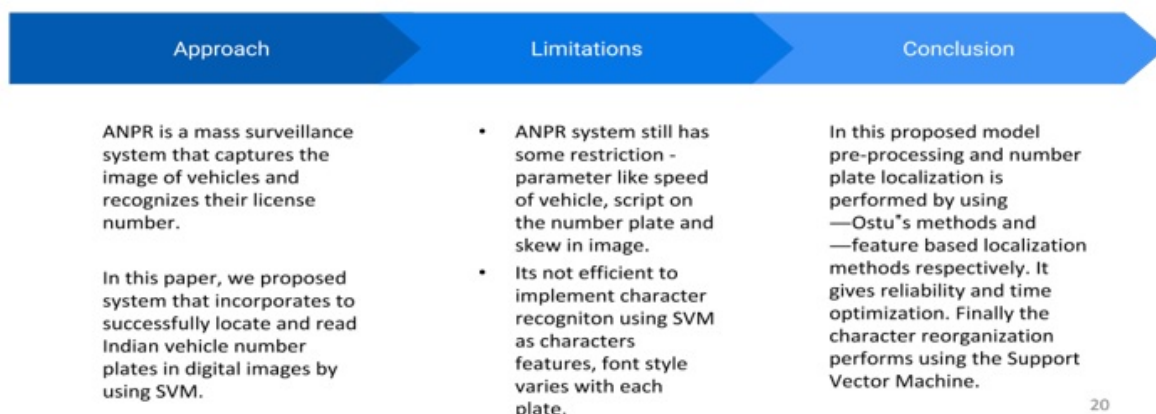 Approach
Limitations
Conclusion
ANPR is a mass surveillance
system that captures the
image of vehicles and
recognizes their license
number.
In this paper, we proposed
system that incorporates to
successfully locate and read
Indian vehicle number
plates in digital images by
using SVM.
• ANPR system still has
some restriction -
parameter like speed
of vehicle, script on
the number plate and
skew in image.
• Its not efficient to
implement character
recogniton using SVM
as characters
features, font style
varies with each
plate.
In this proposed model
pre-processing and number
plate localization is
performed by using
―Ostu‟s methods and
―feature based localization
methods respectively. It
gives reliability and time
optimization. Finally the
character reorganization
performs using the Support
Vector Machine.
20